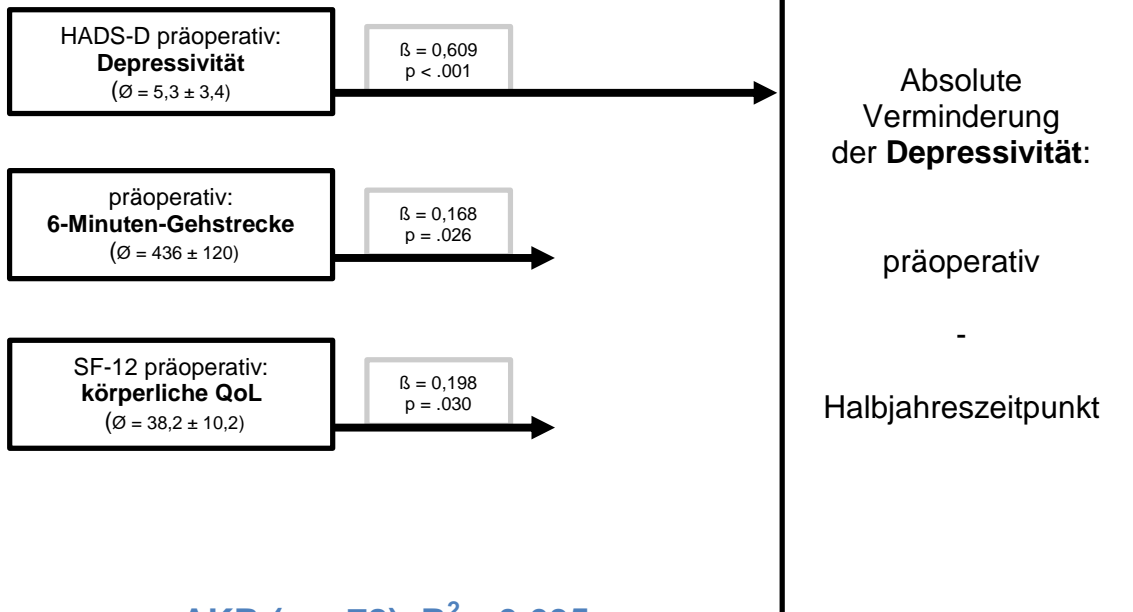 HADS-D präoperativ:
Depressivität
(Ø = 5,3 ± 3,4)
ß = 0,609
p < .001
präoperativ:
6-Minuten-Gehstrecke
(Ø = 436 ± 120)
ß = 0,168
p = .026
SF-12 präoperativ:
körperliche QoL
(Ø = 38,2 ± 10,2)
ß = 0,198
p = .030
Absolute
Verminderung
der Depressivität:
präoperativ
-
Halbjahreszeitpunkt